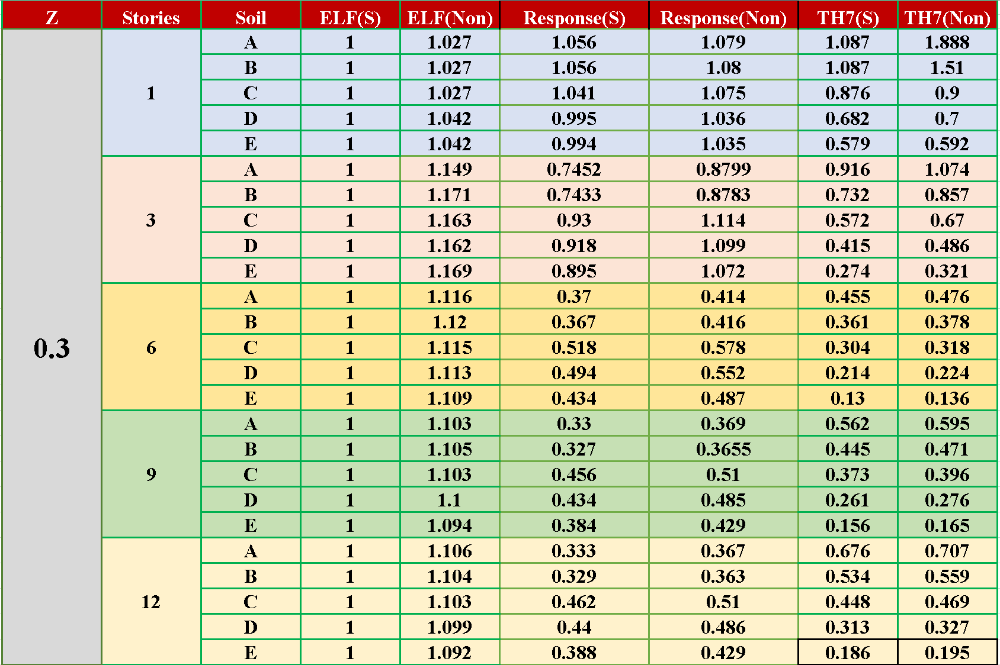 Z Stories Soil ELF(S) ELF(Non) Response(S) Response(Non) TH7(S) TH7(Non)
0.3 1 A 1 1.027 1.056 1.079 1.087 1.888
B 1 1.027 1.056 1.08 1.087 1.51
C 1 1.027 1.041 1.075 0.876 0.9
D 1 1.042 0.995 1.036 0.682 0.7
E 1 1.042 0.994 1.035 0.579 0.592
3 A 1 1.149 0.7452 0.8799 0.916 1.074
B 1 1.171 0.7433 0.8783 0.732 0.857
C 1 1.163 0.93 1.114 0.572 0.67
D 1 1.162 0.918 1.099 0.415 0.486
E 1 1.169 0.895 1.072 0.274 0.321
6 A 1 1.116 0.37 0.414 0.455 0.476
B 1 1.12 0.367 0.416 0.361 0.378
C 1 1.115 0.518 0.578 0.304 0.318
D 1 1.113 0.494 0.552 0.214 0.224
E 1 1.109 0.434 0.487 0.13 0.136
9 A 1 1.103 0.33 0.369 0.562 0.595
B 1 1.105 0.327 0.3655 0.445 0.471
C 1 1.103 0.456 0.51 0.373 0.396
D 1 1.1 0.434 0.485 0.261 0.276
E 1 1.094 0.384 0.429 0.156 0.165
12 A 1 1.106 0.333 0.367 0.676 0.707
B 1 1.104 0.329 0.363 0.534 0.559
C 1 1.103 0.462 0.51 0.448 0.469
D 1 1.099 0.44 0.486 0.313 0.327
E 1 1.092 0.388 0.429 0.186 0.195